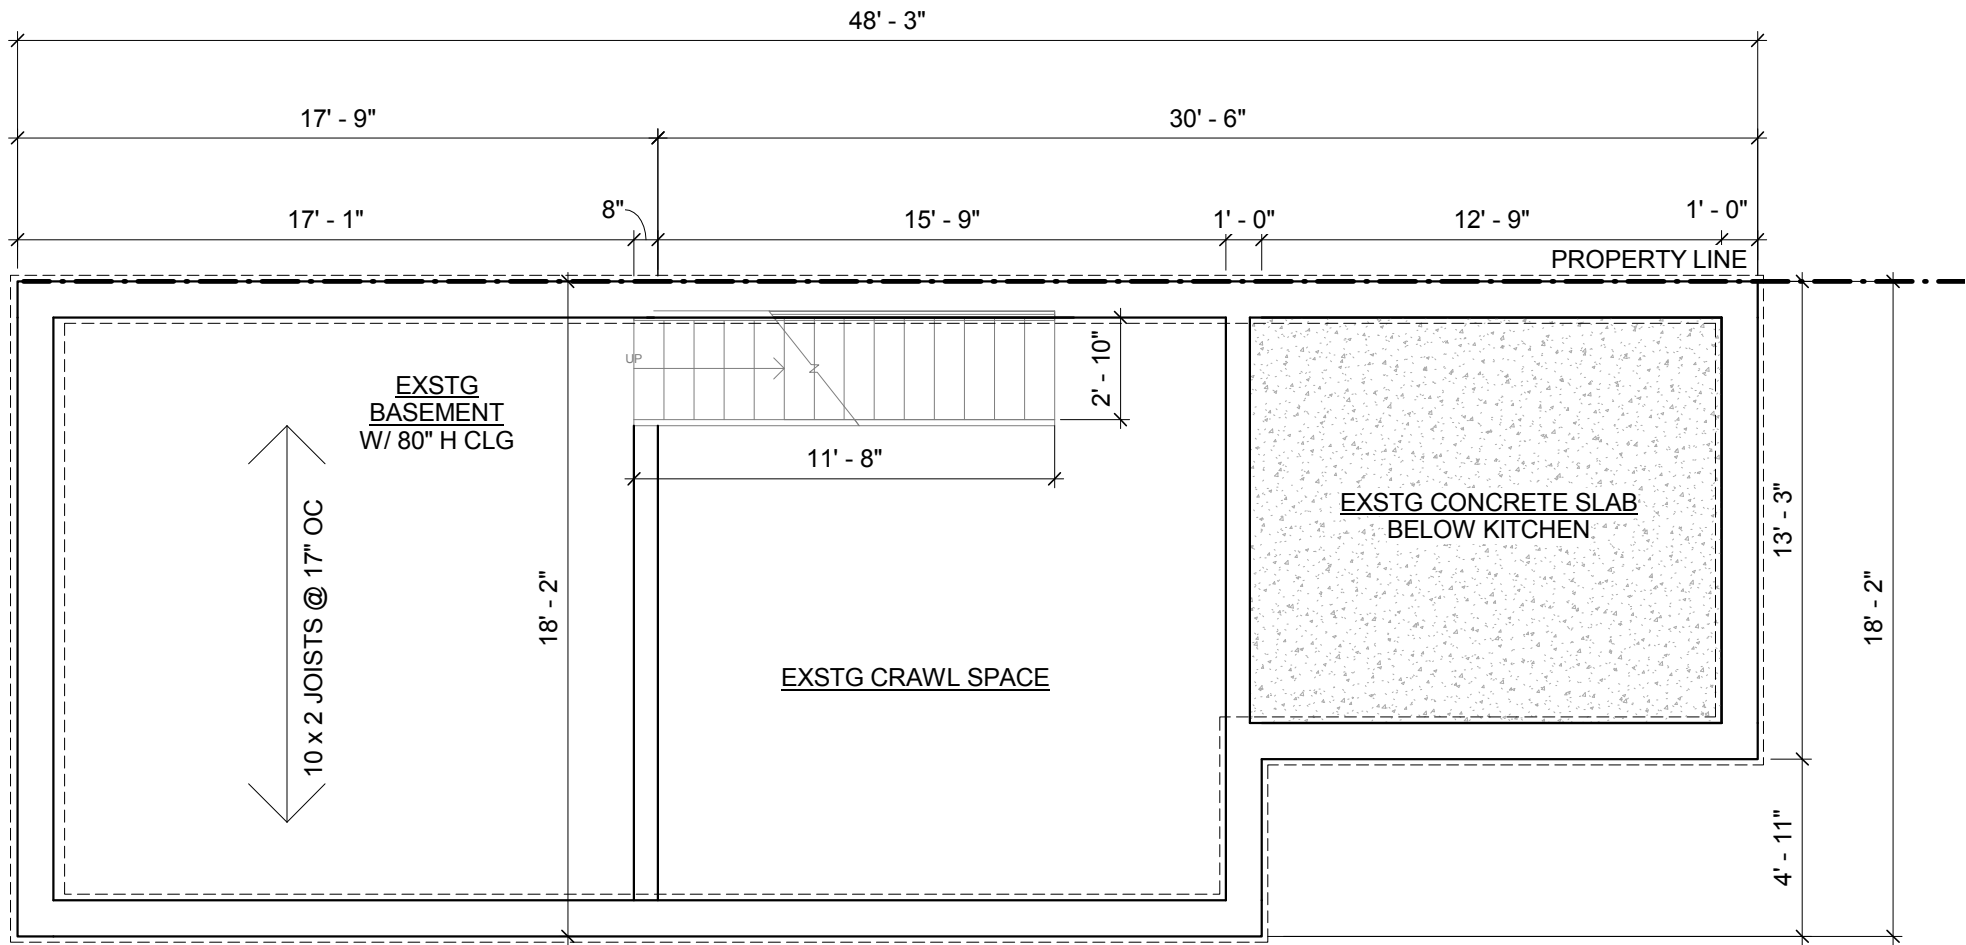 48' - 3"
17' - 9"
30' - 6"
17' - 1"
8"
15' - 9"
1' - 0"
12' - 9"
1' - 0"
PROPERTY LINE
UP
2' - 10"
EXSTG
BASEMENT
W/ 80" H CLG
11' - 8"
10 x 2 JOISTS @ 17" OC
18' - 2"
EXSTG CONCRETE SLAB
BELOW KITCHEN
13' - 3"
18' - 2"
EXSTG CRAWL SPACE
4' - 11"